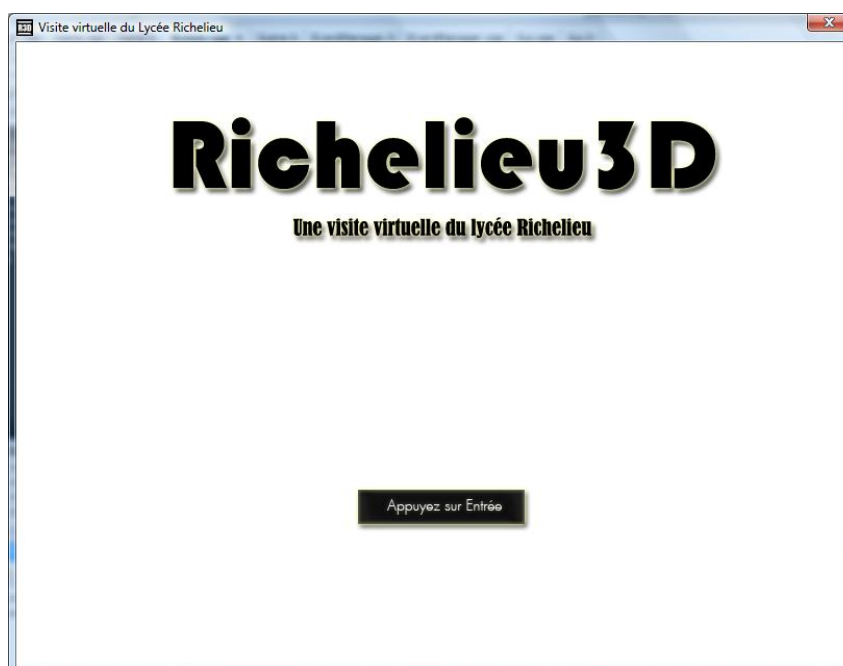 Visite virtuelle du Lycée Richelieu
Richelieu3D
Une visite virtuelle du lycée Richelieu
Appuyez sur Entrée